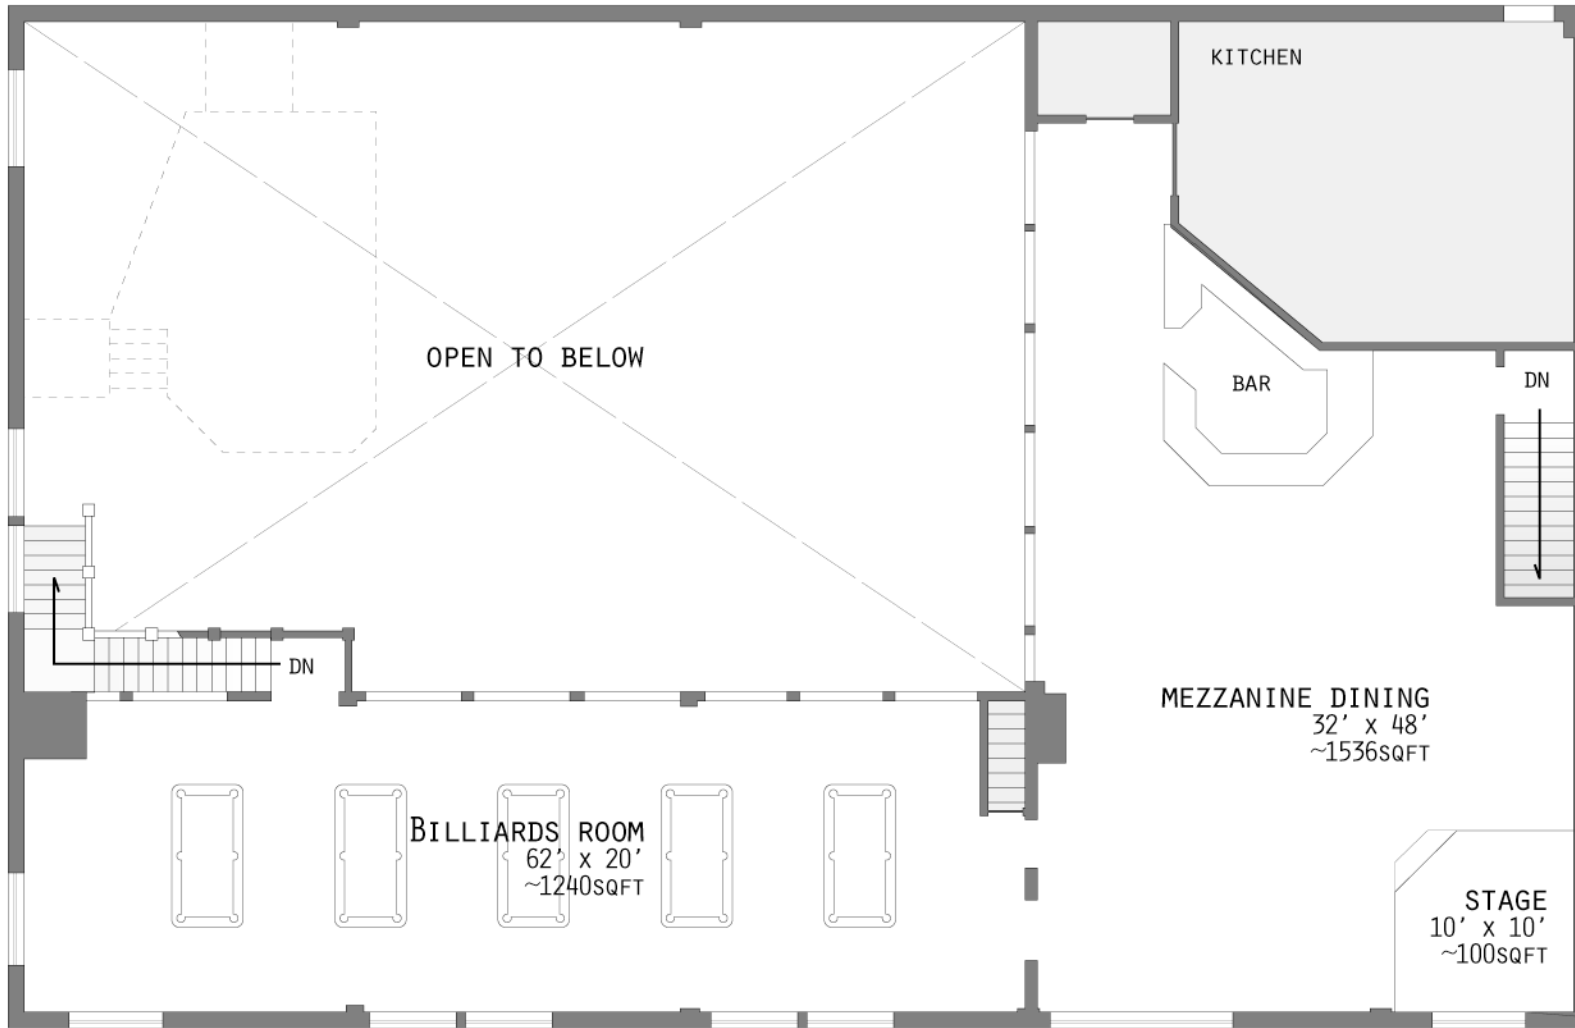 KITCHEN
OPEN TO BELOW
BAR
DN
DN
MEZZANINE DINING
32' x 48'
~1536SQFT
BILLIARDS ROOM
62' x 20'
~1240SQFT
STAGE
10' x 10'
~100SQFT